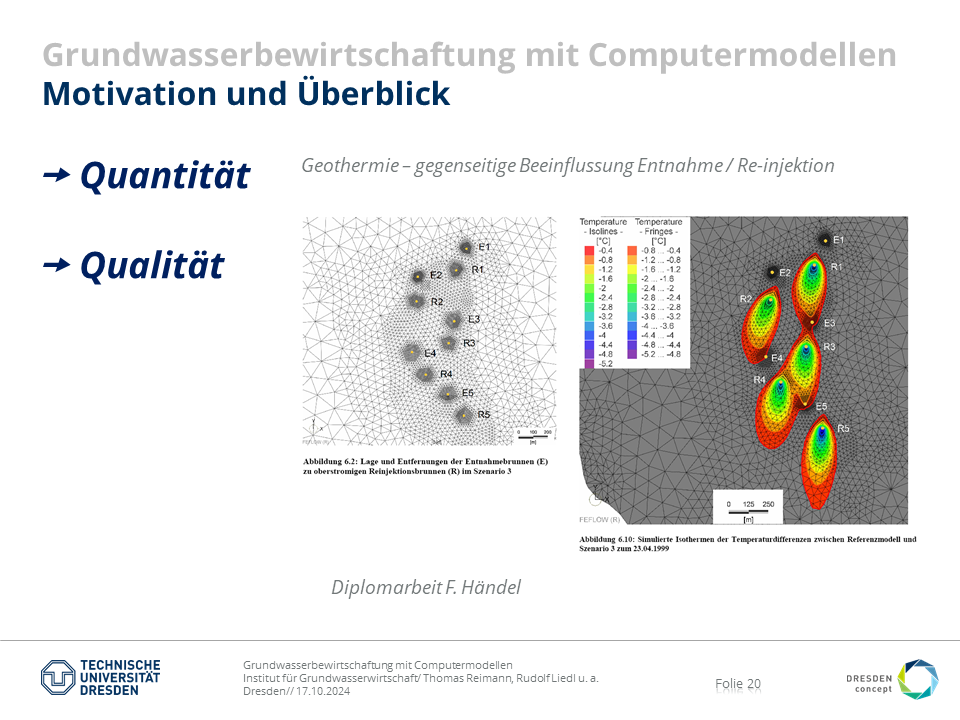 Grundwasserbewirtschaftung mit Computermodellen
Motivation und Überblick
➙ Quantität
➙ Qualität
Geothermie – gegenseitige Beeinflussung Entnahme / Re-injektion
E1
R1
E2
R2
E3
R3
E4
R4
E5
R5
0 100 200
[m]
FEFLOW (R)
Abbildung 6.2: Lage und Entfernungen der Entnahmebrunnen (E)
zu oberstromigen Reinjektionsbrunnen (R) im Szenario 3
Temperature
- Isolines -
[°C]
-0.4
-0.8
-1.2
-1.6
-2
-2.4
-2.8
-3.2
-3.6
-4
-4.4
-4.8
-5.2
Temperature
- Fringes -
[°C]
-0.8 ... -0.4
-1.2 ... -0.8
-1.6 ... -1.2
-2 ... -1.6
-2.4 ... -2
-2.8 ... -2.4
-3.2 ... -2.8
-3.6 ... -3.2
-4 ... -3.6
-4.4 ... -4
-4.8 ... -4.4
-5.2 ... -4.8
E1
R1
E2
R2
E3
R3
E4
R4
E5
R5
0 125 250
[m]
FEFLOW (R)
Abbildung 6.10: Simulierte Isothermen der Temperaturdifferenzen zwischen Referenzmodell und
Szenario 3 zum 23.04.1999
Diplomarbeit F. Händel
TECHNISCHE
UNIVERSITÄT
DRESDEN
Grundwasserbewirtschaftung mit Computermodellen
Institut für Grundwasserwirtschaft/ Thomas Reimann, Rudolf Liedl u. a.
Dresden// 17.10.2024
Folie 20
DRESDEN
concept